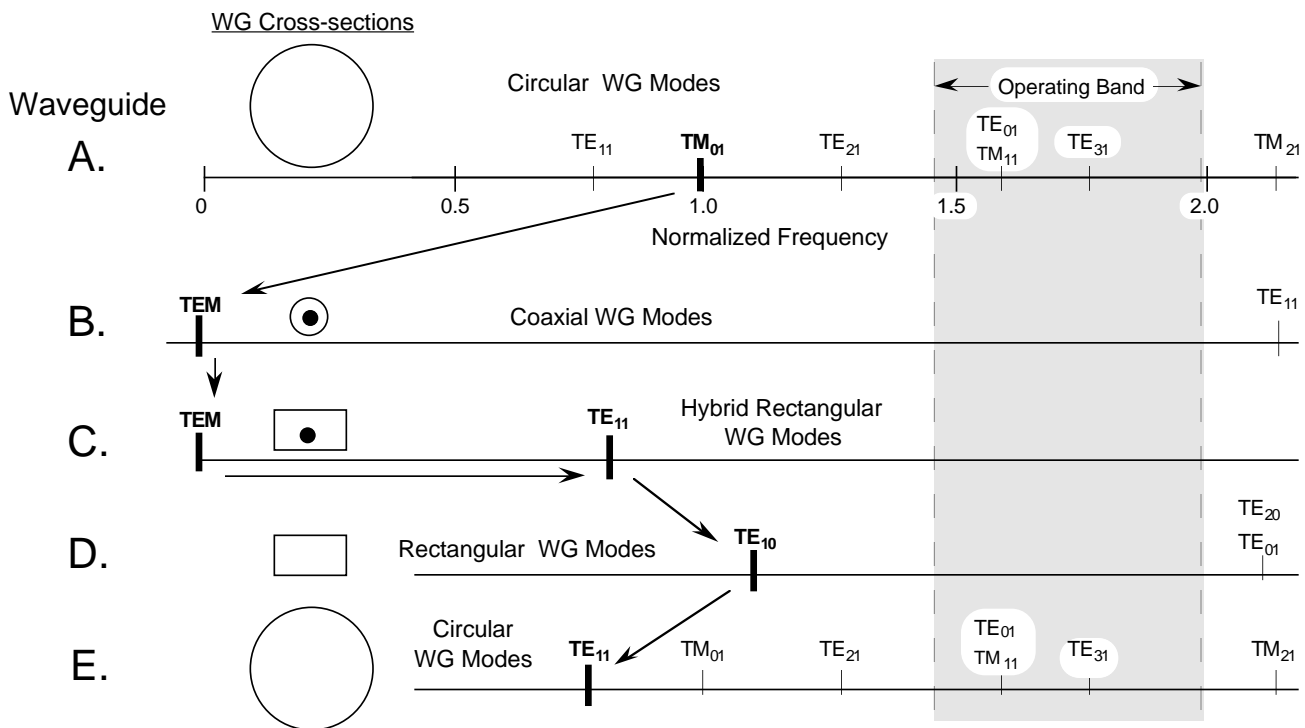 WG Cross-sections
Waveguide
Circular WG Modes
Operating Band
A.
TE11
TM01
TE21
TE01
TM11
TE31
TM21
0
0.5
1.0
1.5
2.0
Normalized Frequency
B.
TEM
Coaxial WG Modes
TE11
C.
TEM
TE11
Hybrid Rectangular
WG Modes
D.
Rectangular WG Modes
TE10
TE20
TE01
E.
Circular
WG Modes
TE11
TM01
TE21
TE01
TM11
TE31
TM21